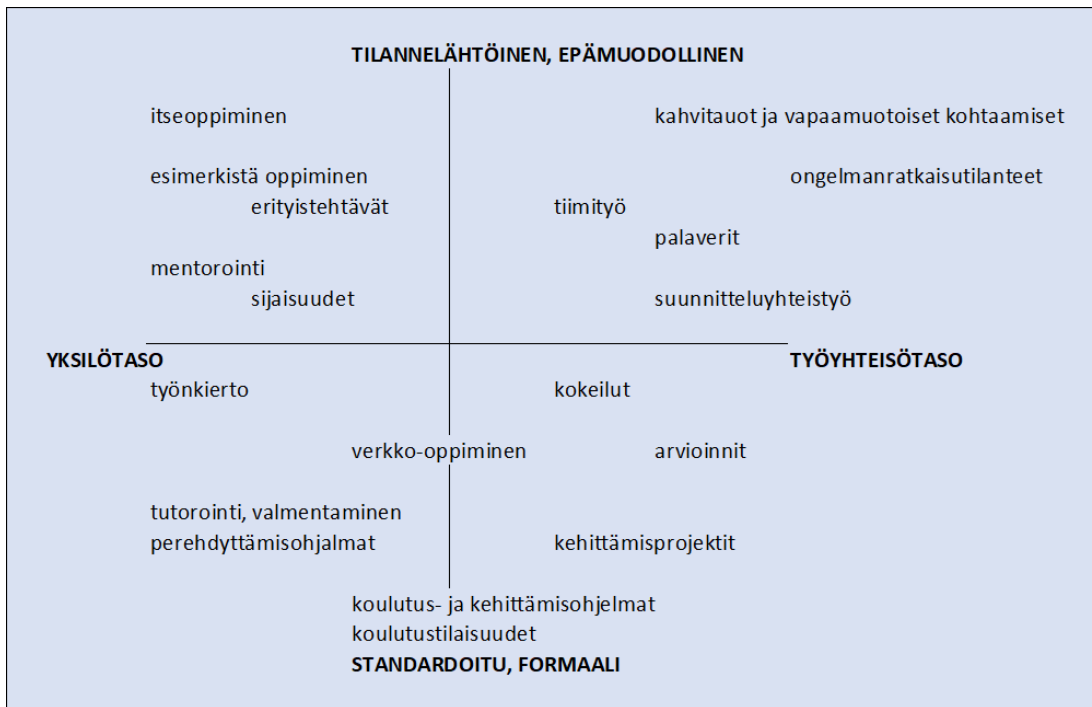 TILANNELÄHTÖINEN, EPÄMUODOLLINEN
itseoppiminen kahvitauot ja vapaamuotoiset kohtaamiset
esimerkistä oppiminen ongelmanratkaisutilanteet
erityistehtävät tiimityö
palaverit
mentorointi
sijaisuudet suunnitteluyhteistyö
YKSILÖTASO TYÖYHTEISÖTASO
työnkierto kokeilut
verkko-oppiminen arvioinnit
tutorointi, valmentaminen
perehdyttämisohjalmat kehittämisprojektit
koulutus- ja kehittämisohjelmat
koulutustilaisuudet
STANDARDOITU, FORMAALI